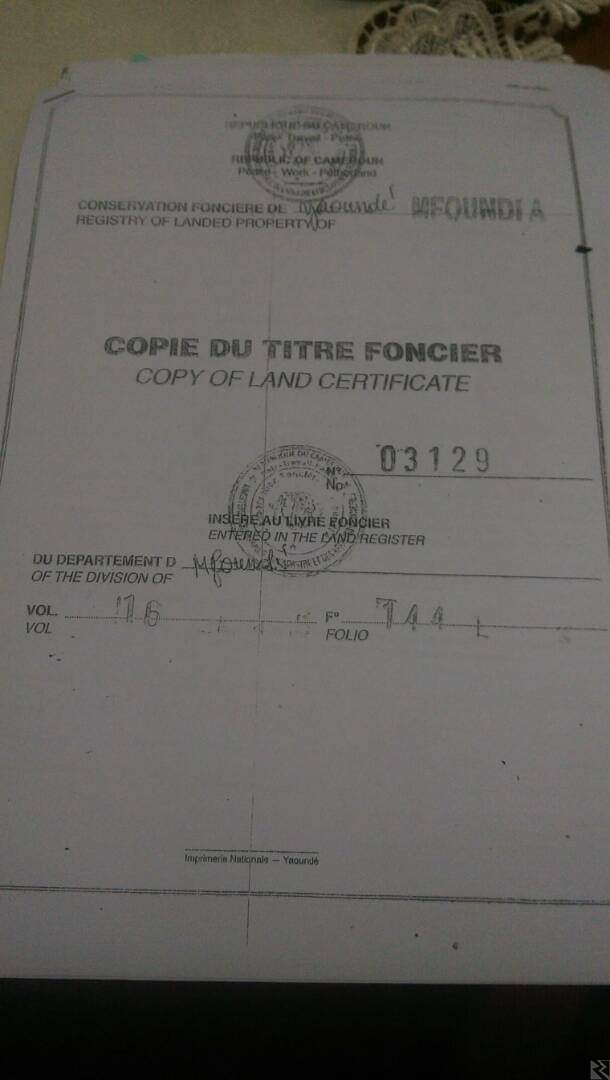 REPUBLIQUE DU CAMEROUN
Paix - Travail - Patrie
REPUBLIC OF CAMEROUN
Peace - Work - Fatherland
CONSERVATION FONCIERE DE Yaoundé MFOUNDI A
REGISTRY OF LANDED PROPERTY OF
COPIE DU TITRE FONCIER
COPY OF LAND CERTIFICATE
N° 03129
No
INSERE AU LIVRE FONCIER
ENTERED IN THE LAND REGISTER
DU DEPARTEMENT D Mfoundi
OF THE DIVISION OF
VOL. 16 F° 144
VOL FOLIO
Imprimerie Nationale — Yaoundé